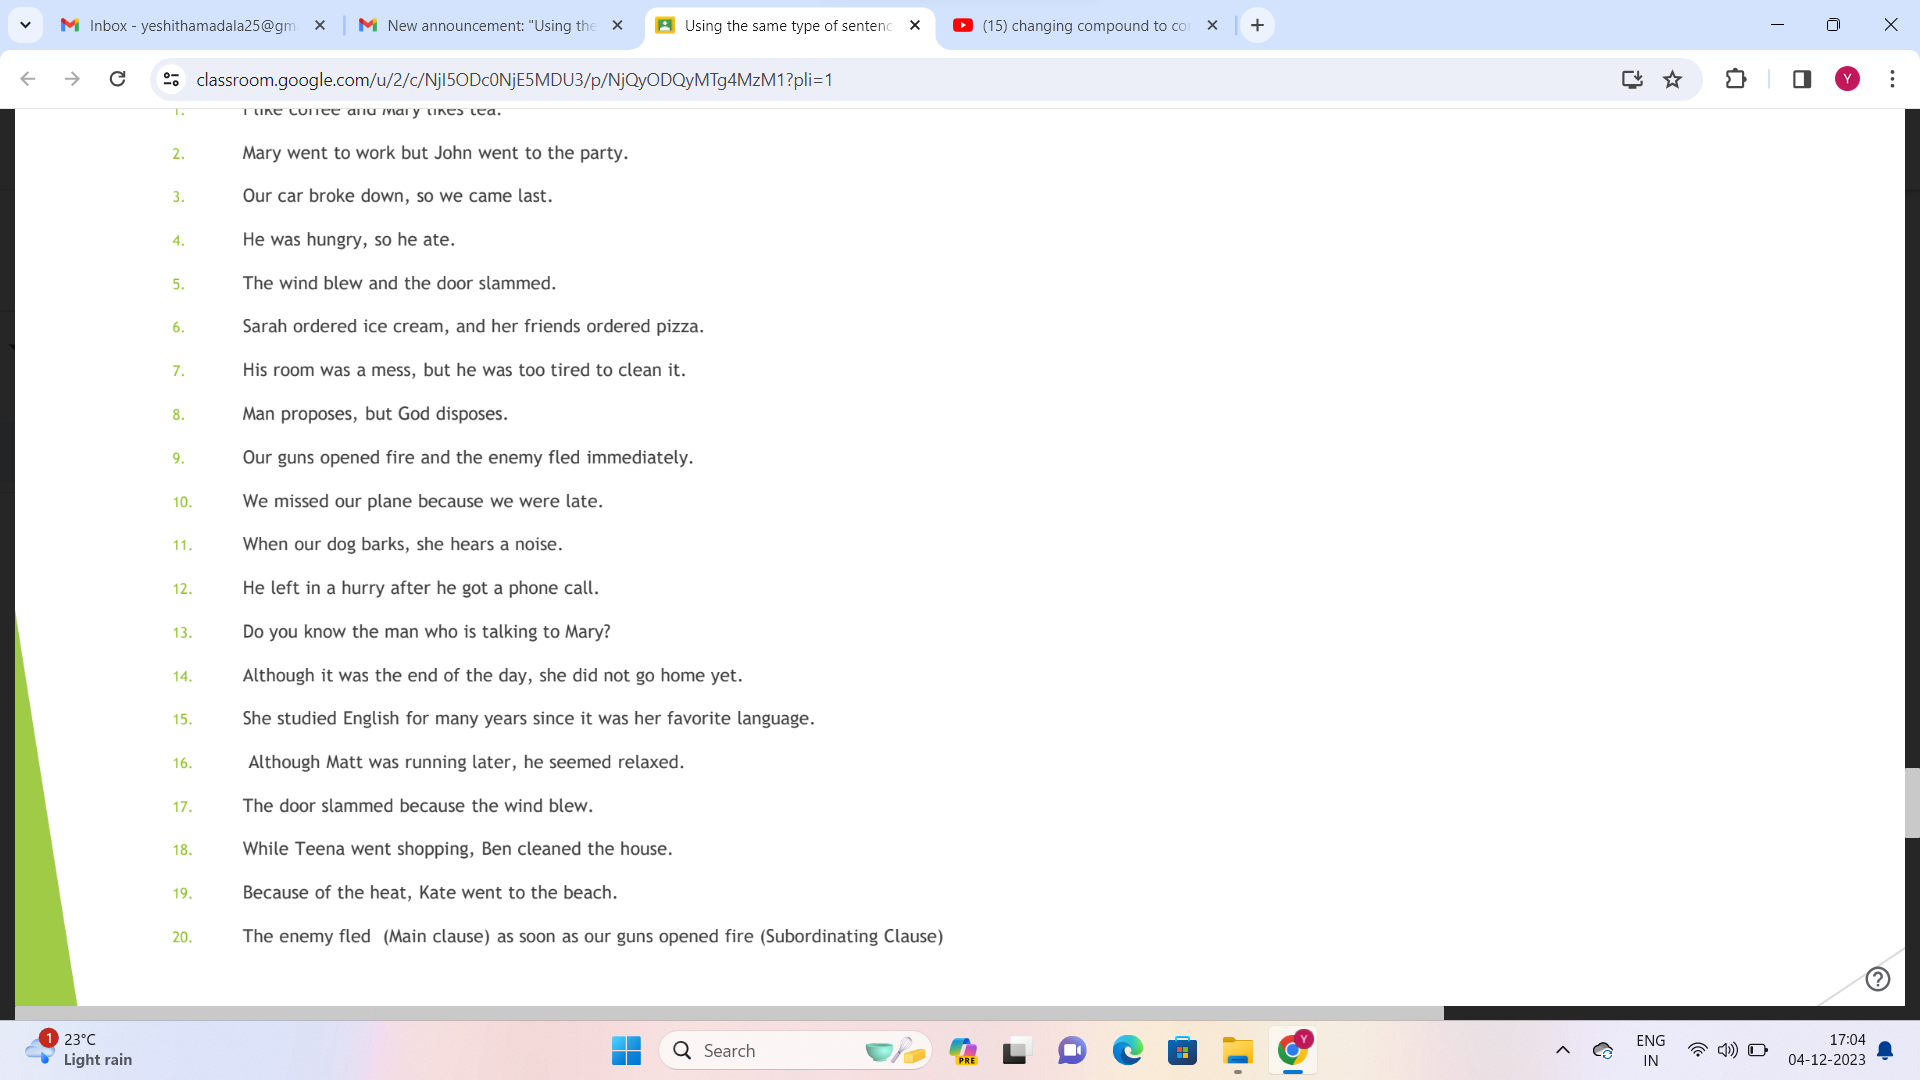 Inbox - yeshithamadala25@gm
New announcement: "Using the
Using the same type of sentenc
(15) changing compound to co
classroom.google.com/u/2/c/NjI5ODc0NjE5MDU3/p/NjQyODQyMTg4MzM1?pli=1
Y
1. I like coffee and Mary likes tea.
2. Mary went to work but John went to the party.
3. Our car broke down, so we came last.
4. He was hungry, so he ate.
5. The wind blew and the door slammed.
6. Sarah ordered ice cream, and her friends ordered pizza.
7. His room was a mess, but he was too tired to clean it.
8. Man proposes, but God disposes.
9. Our guns opened fire and the enemy fled immediately.
10. We missed our plane because we were late.
11. When our dog barks, she hears a noise.
12. He left in a hurry after he got a phone call.
13. Do you know the man who is talking to Mary?
14. Although it was the end of the day, she did not go home yet.
15. She studied English for many years since it was her favorite language.
16. Although Matt was running later, he seemed relaxed.
17. The door slammed because the wind blew.
18. While Teena went shopping, Ben cleaned the house.
19. Because of the heat, Kate went to the beach.
20. The enemy fled (Main clause) as soon as our guns opened fire (Subordinating Clause)
1
23°C
Light rain
Search
PRE
Y
ENG
IN
17:04
04-12-2023